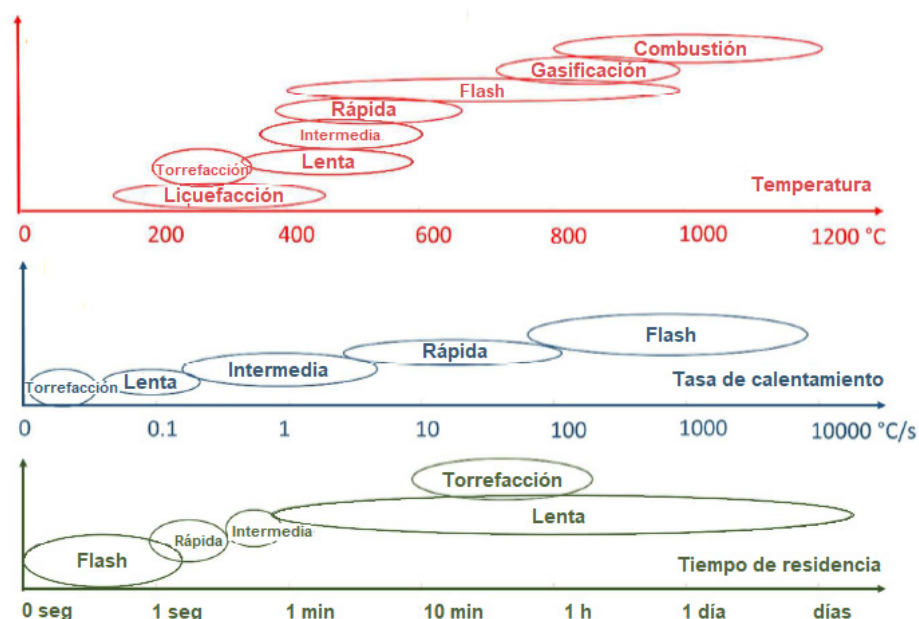 Combustión
Gasificación
Flash
Rápida
Intermedia
Torrefacción
Lenta
Licuefacción
Temperatura
0 200 400 600 800 1000 1200 °C
Flash
Rápida
Intermedia
Torrefacción
Lenta
Tasa de calentamiento
0 0.1 1 10 100 1000 10000 °C/s
Torrefacción
Lenta
Intermedia
Rápida
Flash
Tiempo de residencia
0 seg 1 seg 1 min 10 min 1 h 1 día días